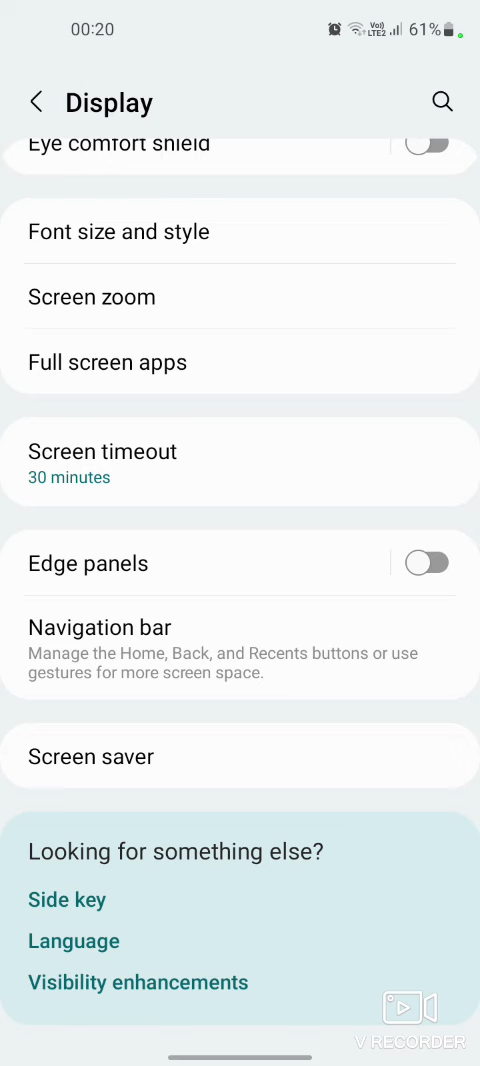 00:20
Vo)) LTE2 61%
Display
Eye comfort shield
Font size and style
Screen zoom
Full screen apps
Screen timeout
30 minutes
Edge panels
Navigation bar
Manage the Home, Back, and Recents buttons or use
gestures for more screen space.
Screen saver
Looking for something else?
Side key
Language
Visibility enhancements
V RECORDER